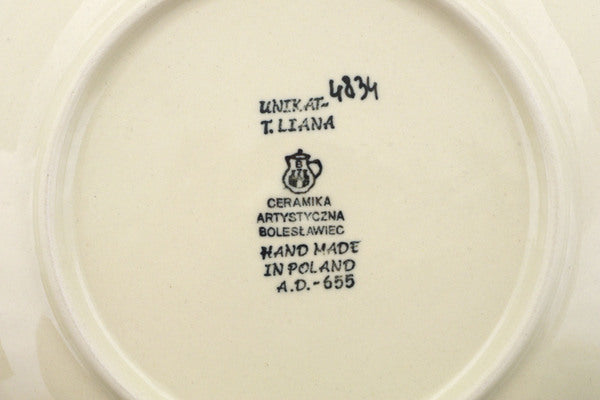 UNIKAT-4834
T. LIANA
B
CERAMIKA
ARTYSTYCZNA
BOLESŁAWIEC
HAND MADE
IN POLAND
A.D.-655